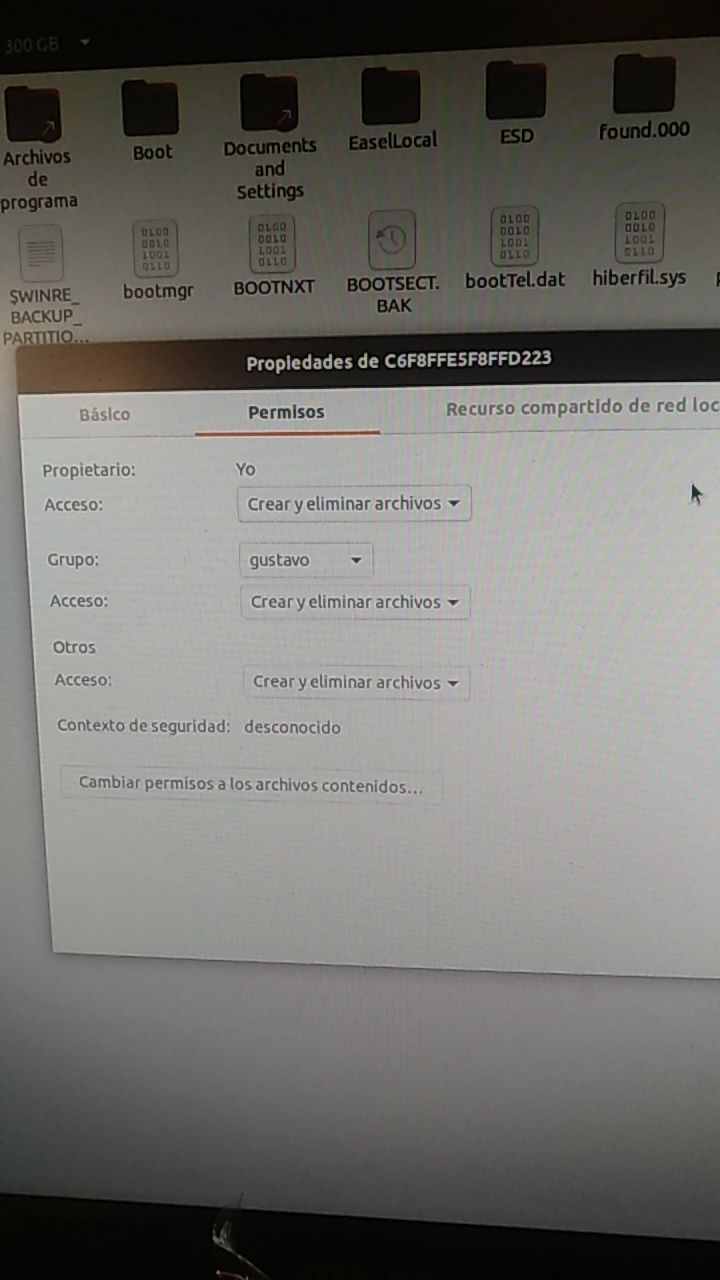 300 GB
Archivos
de
programa
Boot
Documents
and
Settings
EaselLocal
ESD
found.000
$WINRE_
BACKUP_
PARTITIO...
bootmgr
BOOTNXT
BOOTSECT.
BAK
bootTel.dat
hiberfil.sys
Propiedades de C6F8FFE5F8FFD223
Básico
Permisos
Recurso compartido de red loc
Propietario:
Yo
Acceso:
Crear y eliminar archivos
Grupo:
gustavo
Acceso:
Crear y eliminar archivos
Otros
Acceso:
Crear y eliminar archivos
Contexto de seguridad: desconocido
Cambiar permisos a los archivos contenidos...